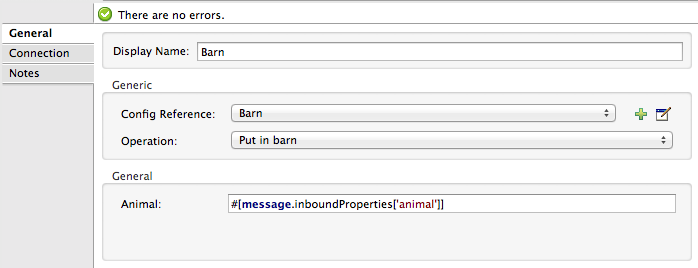 There are no errors.
General
Connection
Notes
Display Name: Barn
Generic
Config Reference: Barn
Operation: Put in barn
General
Animal: #[message.inboundProperties['animal']]